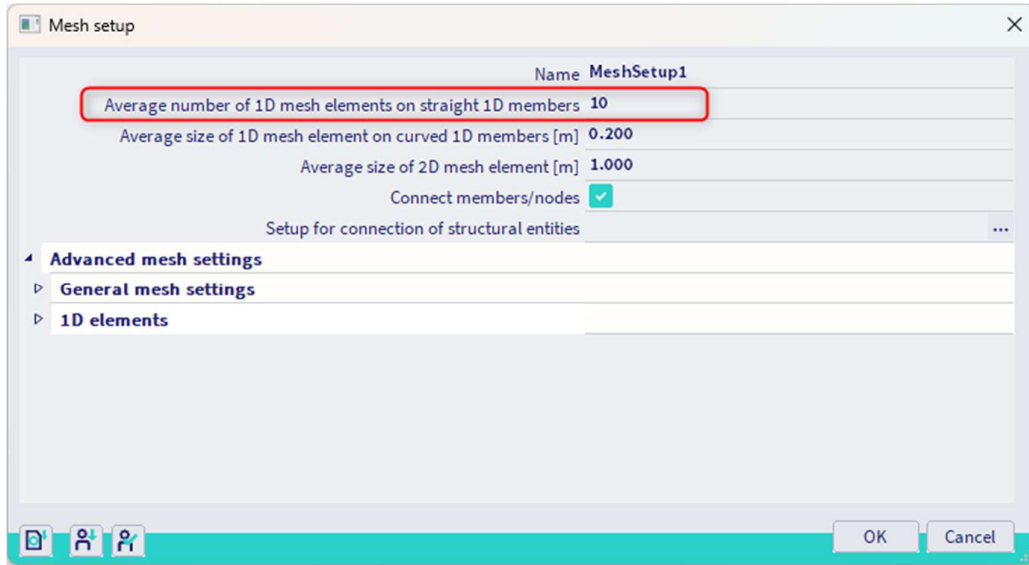 Mesh setup
Name MeshSetup1
Average number of 1D mesh elements on straight 1D members 10
Average size of 1D mesh element on curved 1D members [m] 0.200
Average size of 2D mesh element [m] 1.000
Connect members/nodes
Setup for connection of structural entities ...
Advanced mesh settings
General mesh settings
1D elements
OK Cancel